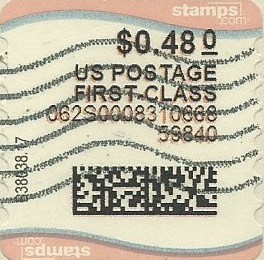 stamps
.com
$0.48 0
US POSTAGE
FIRST-CLASS
062S0008310668
59840
stamps
.com